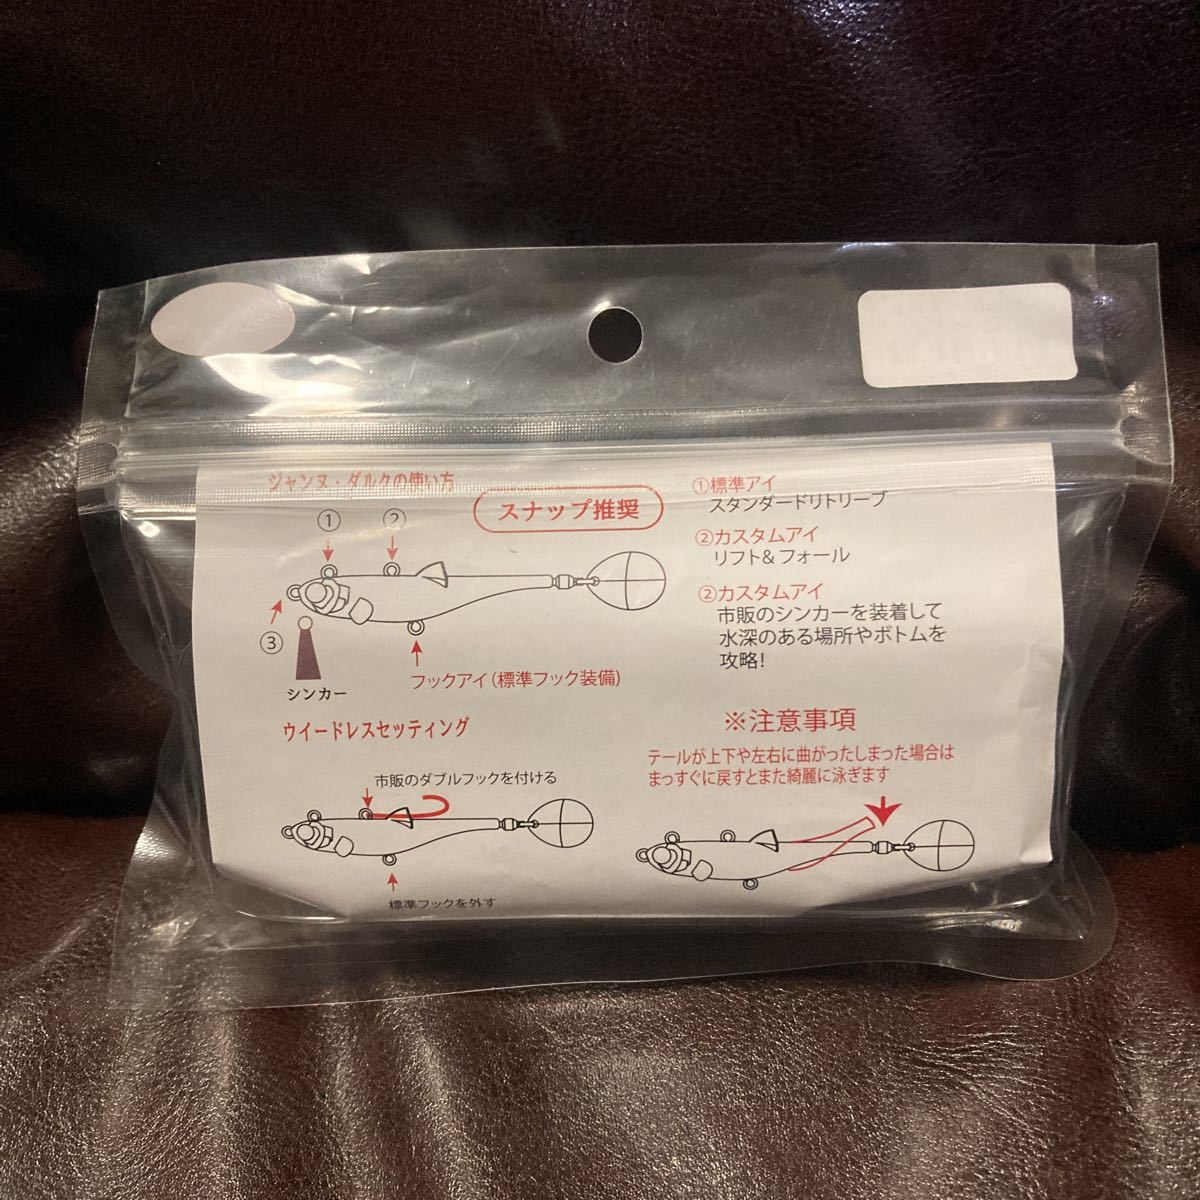 ジャンヌ・ダルクの使い方
スナップ推奨
① ②
③
シンカー
フックアイ(標準フック装備)
①標準アイ
スタンダードリトリーブ
②カスタムアイ
リフト&フォール
②カスタムアイ
市販のシンカーを装着して
水深のある場所やボトムを
攻略!
ウイードレスセッティング
市販のダブルフックを付ける
標準フックを外す
※注意事項
テールが上下や左右に曲がったしまった場合は
まっすぐに戻すとまた綺麗に泳ぎます